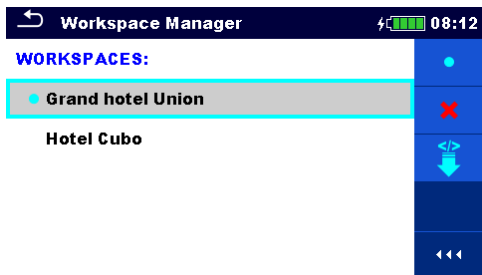 Workspace Manager 08:12
WORKSPACES:
Grand hotel Union
Hotel Cubo